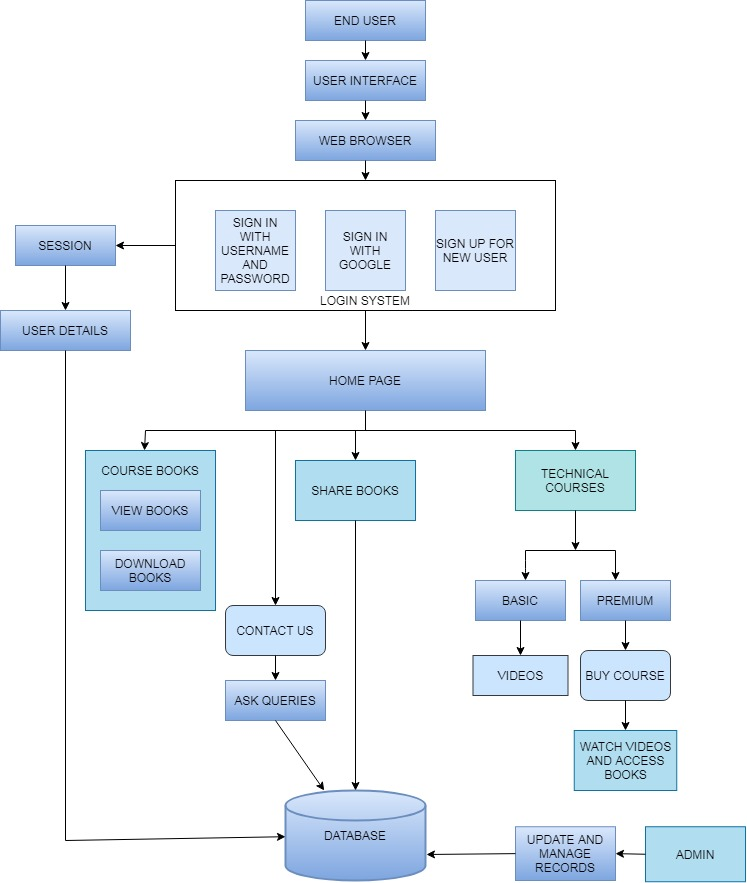 END USER
USER INTERFACE
WEB BROWSER
SIGN IN
WITH
USERNAME
AND
PASSWORD
SIGN IN
WITH
GOOGLE
SIGN UP FOR
NEW USER
LOGIN SYSTEM
SESSION
USER DETAILS
HOME PAGE
COURSE BOOKS
VIEW BOOKS
DOWNLOAD
BOOKS
SHARE BOOKS
TECHNICAL
COURSES
BASIC
PREMIUM
CONTACT US
VIDEOS
BUY COURSE
ASK QUERIES
WATCH VIDEOS
AND ACCESS
BOOKS
DATABASE
UPDATE AND
MANAGE
RECORDS
ADMIN